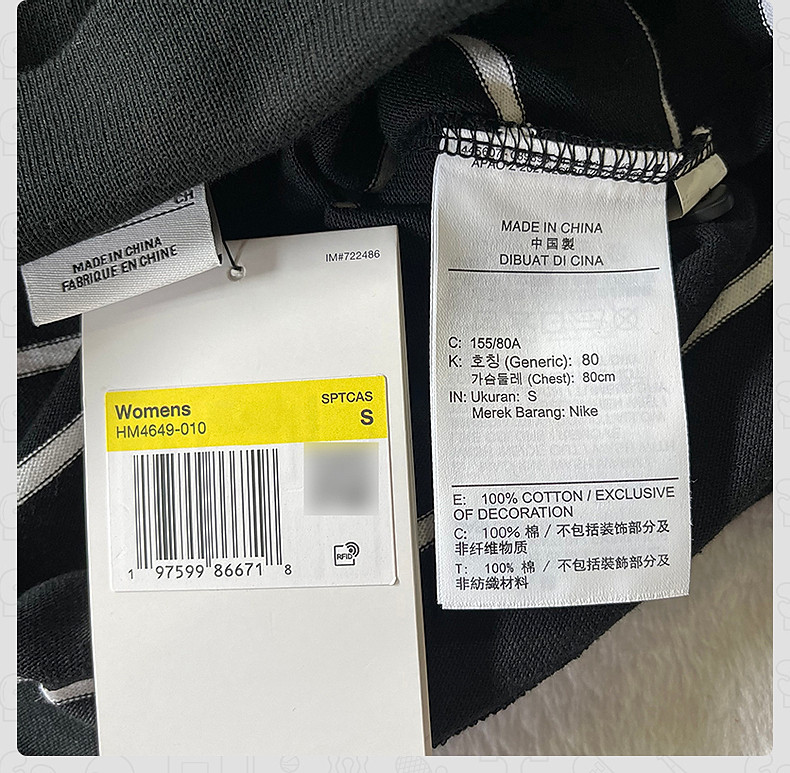 CH
MADE IN CHINA
FABRIQUE EN CHINE
IM#722486
Womens
SPTCAS
HM4649-010
S
RFID
1 97599 86671 8
MADE IN CHINA
中国製
DIBUAT DI CINA
C: 155/80A
K: 호칭 (Generic): 80
가슴둘레 (Chest): 80cm
IN: Ukuran: S
Merek Barang: Nike
E: 100% COTTON / EXCLUSIVE
OF DECORATION
C: 100% 棉 / 不包括装饰部分及
非纤维物质
T: 100% 棉 / 不包括裝飾部分及
非紡織材料